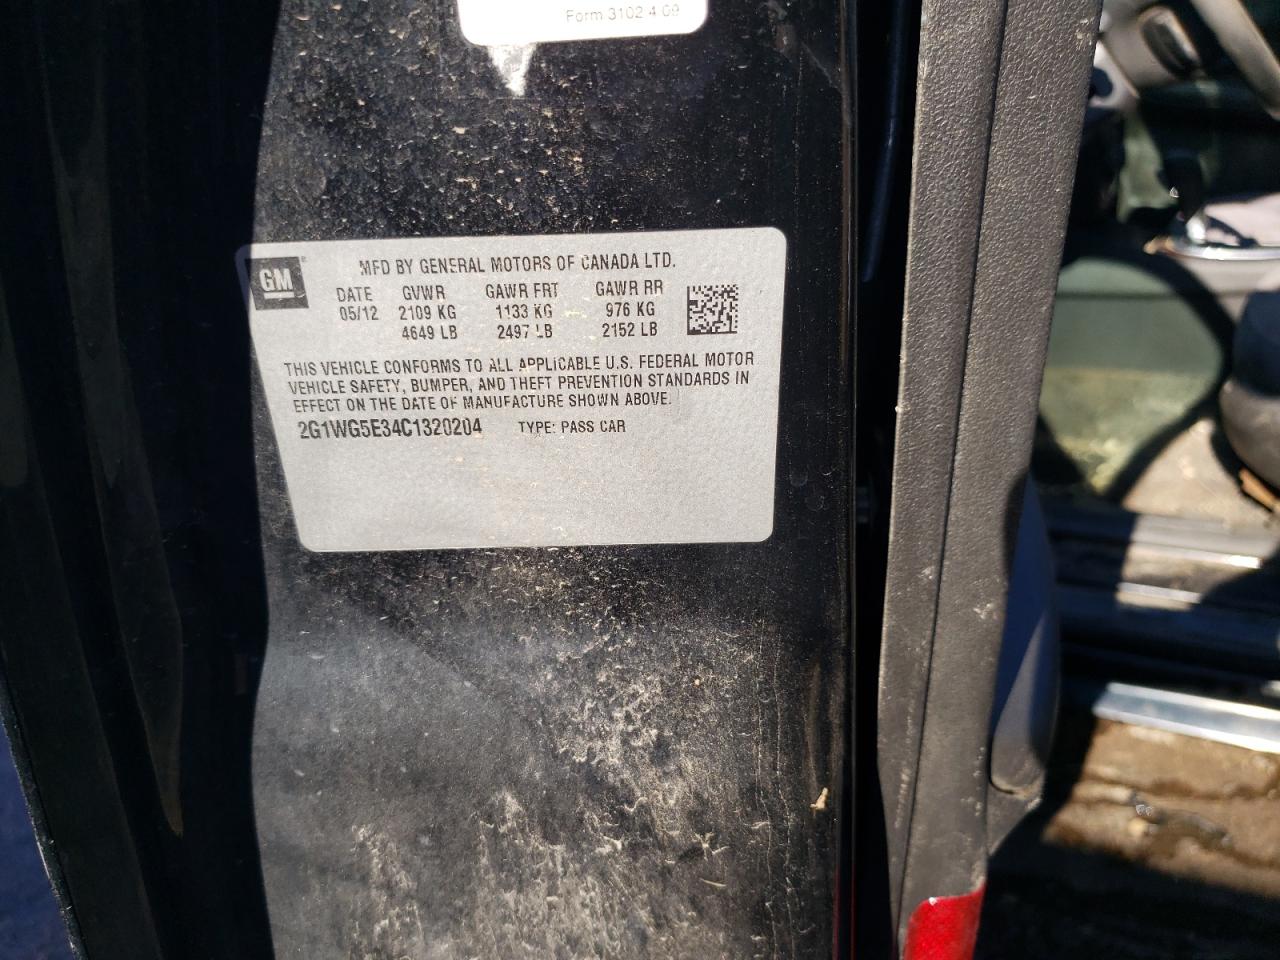 Form 3102 4 09
GM
MFD BY GENERAL MOTORS OF CANADA LTD.
DATE GVWR GAWR FRT GAWR RR
05/12 2109 KG 1133 KG 976 KG
4649 LB 2497 LB 2152 LB
THIS VEHICLE CONFORMS TO ALL APPLICABLE U.S. FEDERAL MOTOR
VEHICLE SAFETY, BUMPER, AND THEFT PREVENTION STANDARDS IN
EFFECT ON THE DATE OF MANUFACTURE SHOWN ABOVE.
2G1WG5E34C1320204 TYPE: PASS CAR